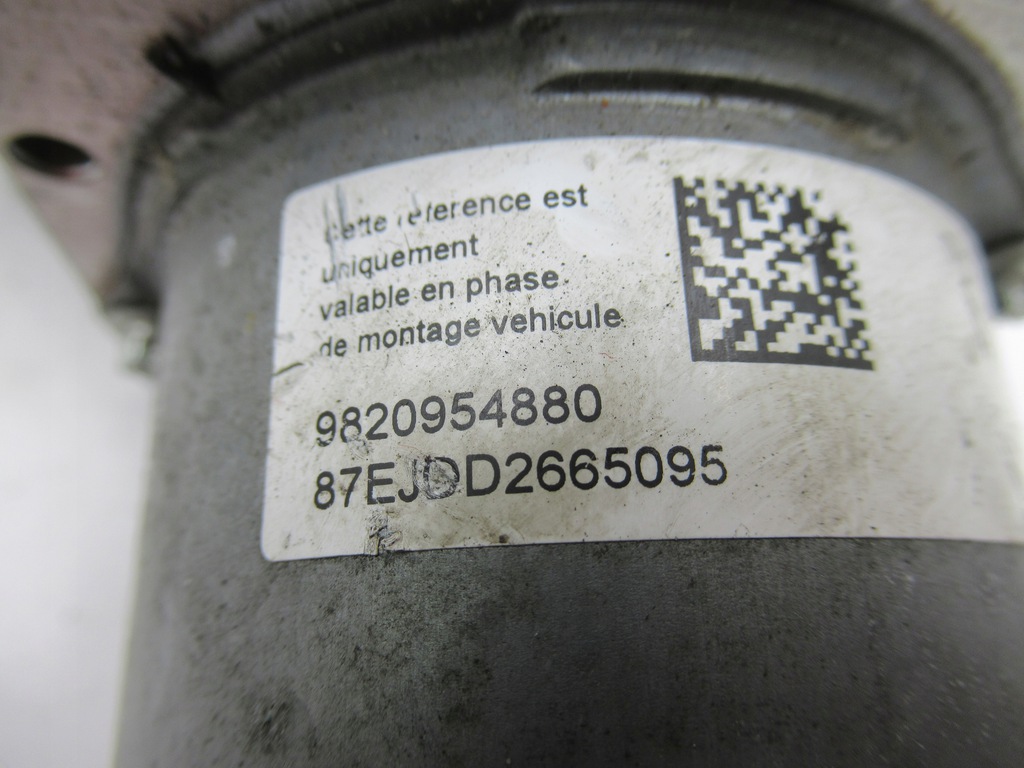 Cette reference est
uniquement
valable en phase
de montage vehicule
9820954880
87EJDD2665095